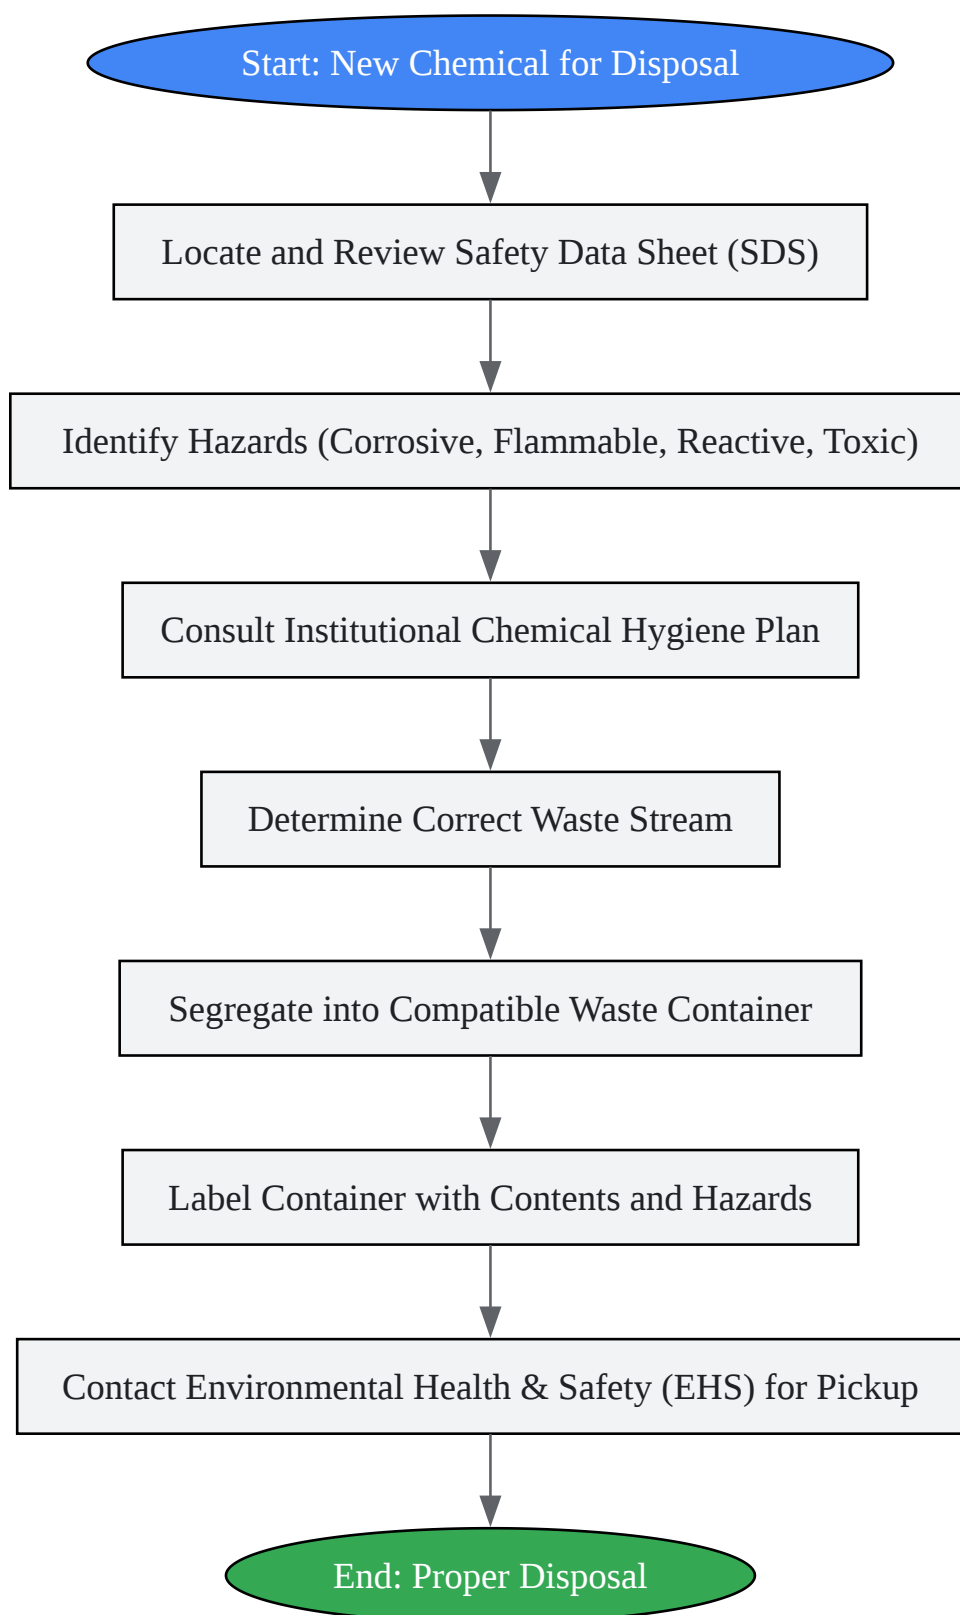 Start: New Chemical for Disposal
Locate and Review Safety Data Sheet (SDS)
Identify Hazards (Corrosive, Flammable, Reactive, Toxic)
Consult Institutional Chemical Hygiene Plan
Determine Correct Waste Stream
Segregate into Compatible Waste Container
Label Container with Contents and Hazards
Contact Environmental Health & Safety (EHS) for Pickup
End: Proper Disposal